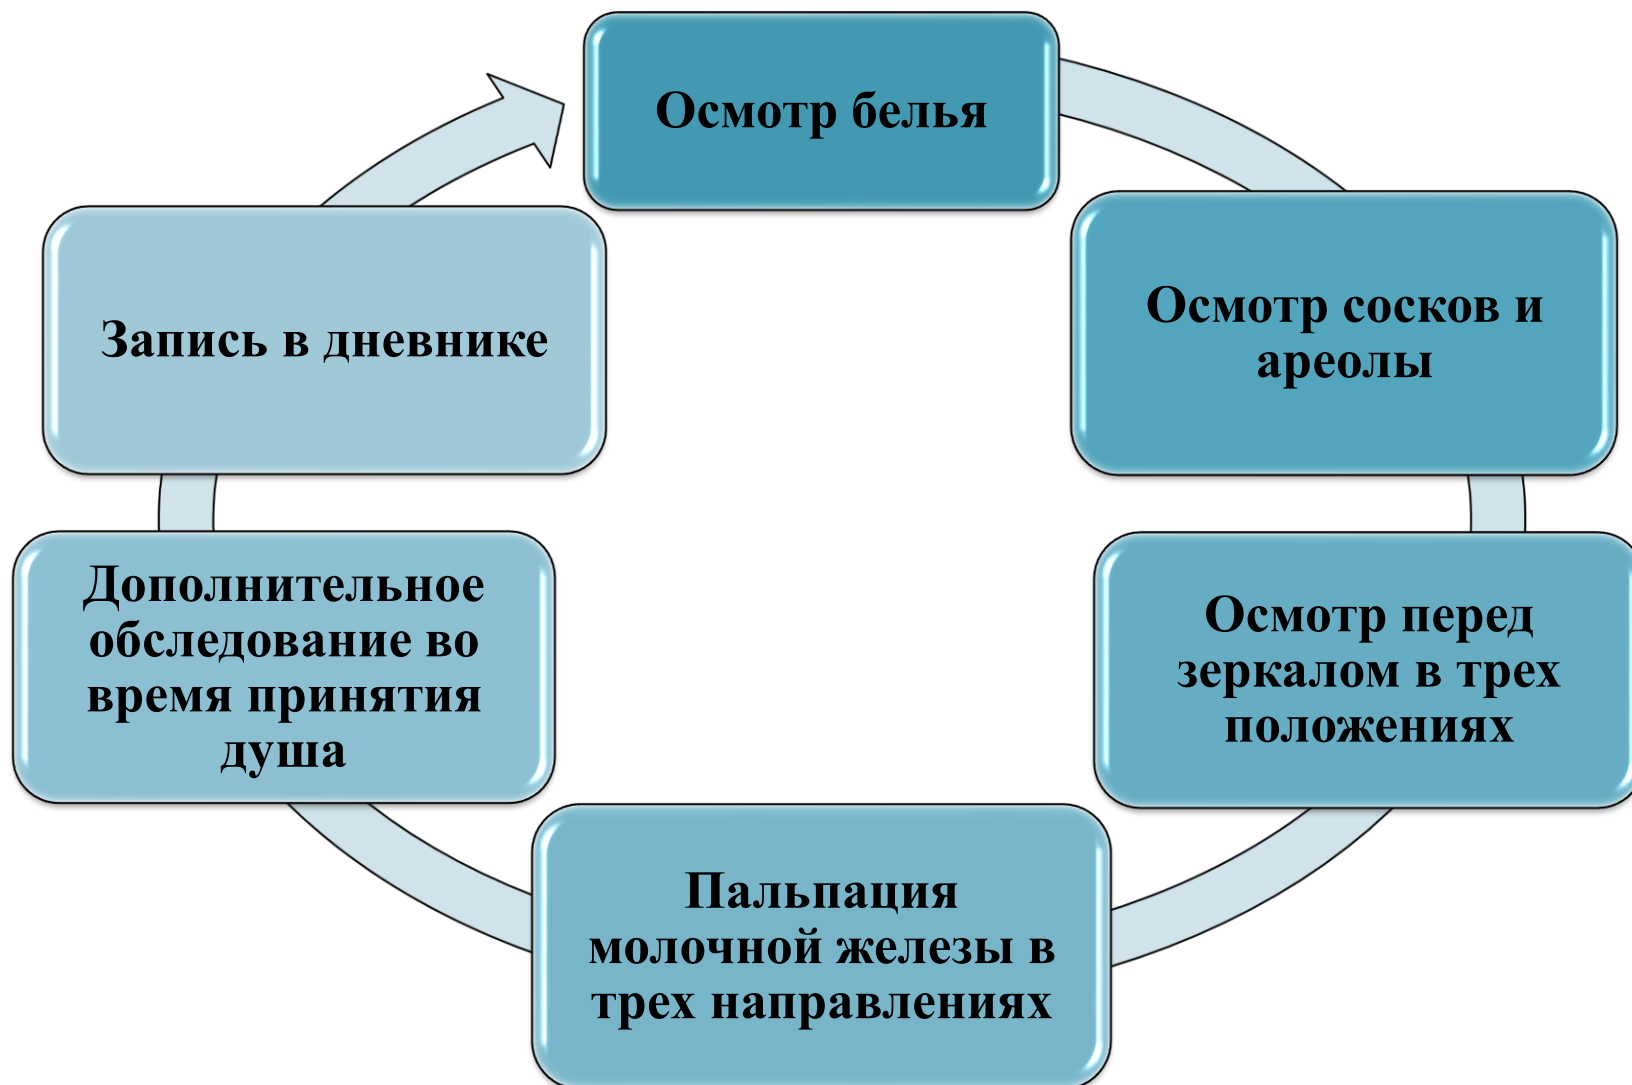 Осмотр белья
Осмотр сосков и
ареолы
Осмотр перед
зеркалом в трех
положениях
Пальпация
молочной железы в
трех направлениях
Дополнительное
обследование во
время принятия
душа
Запись в дневнике